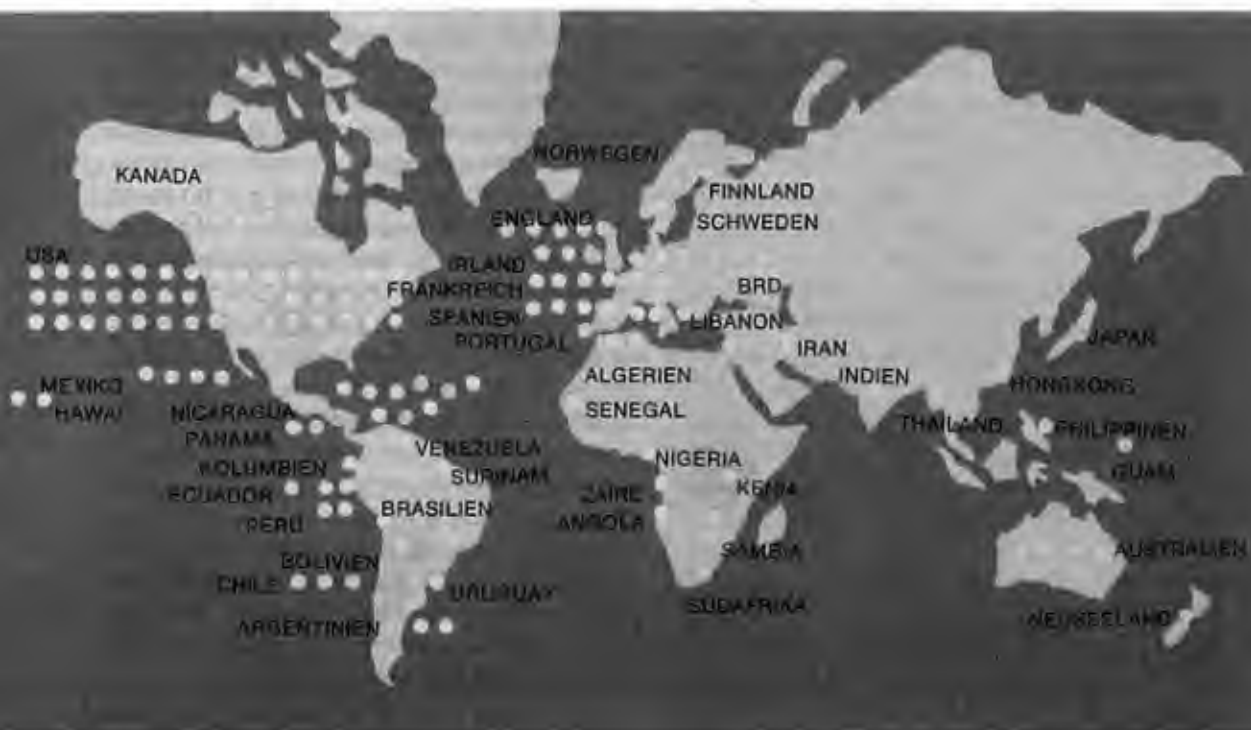 NORWEGEN
KANADA
FINNLAND
ENGLAND
SCHWEDEN
USA
IRLAND
FRANKREICH
BRD
SPANIEN
LIBANON
PORTUGAL
JAPAN
IRAN
ALGERIEN
INDIEN
MEXIKO
HONGKONG
HAWAI
NICARAGUA
SENEGAL
PANAMA
THAILAND
PHILIPPINEN
VENEZUELA
KOLUMBIEN
NIGERIA
SURINAM
GUAM
ECUADOR
ZAIRE
KENIA
BRASILIEN
PERU
ANGOLA
SAMBIA
AUSTRALIEN
BOLIVIEN
CHILE
URUGUAY
SÜDAFRIKA
NEUSEELAND
ARGENTINIEN